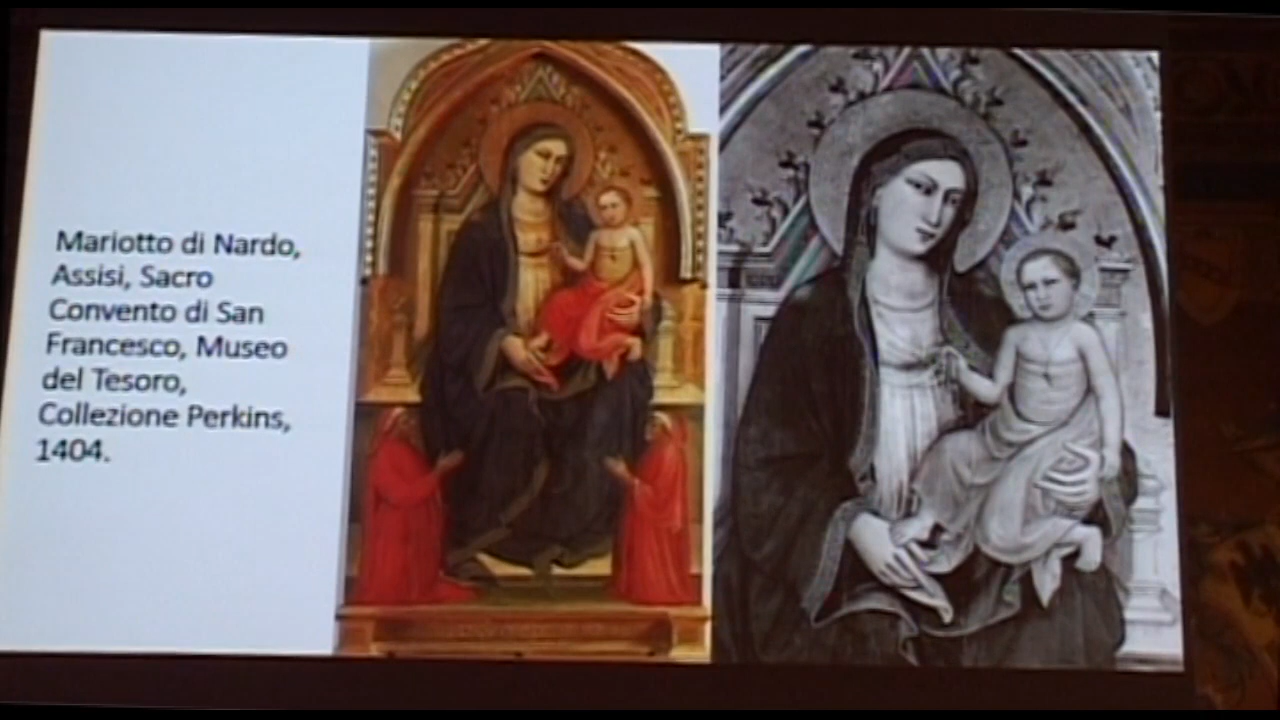 Mariotto di Nardo,
Assisi, Sacro
Convento di San
Francesco, Museo
del Tesoro,
Collezione Perkins,
1404.